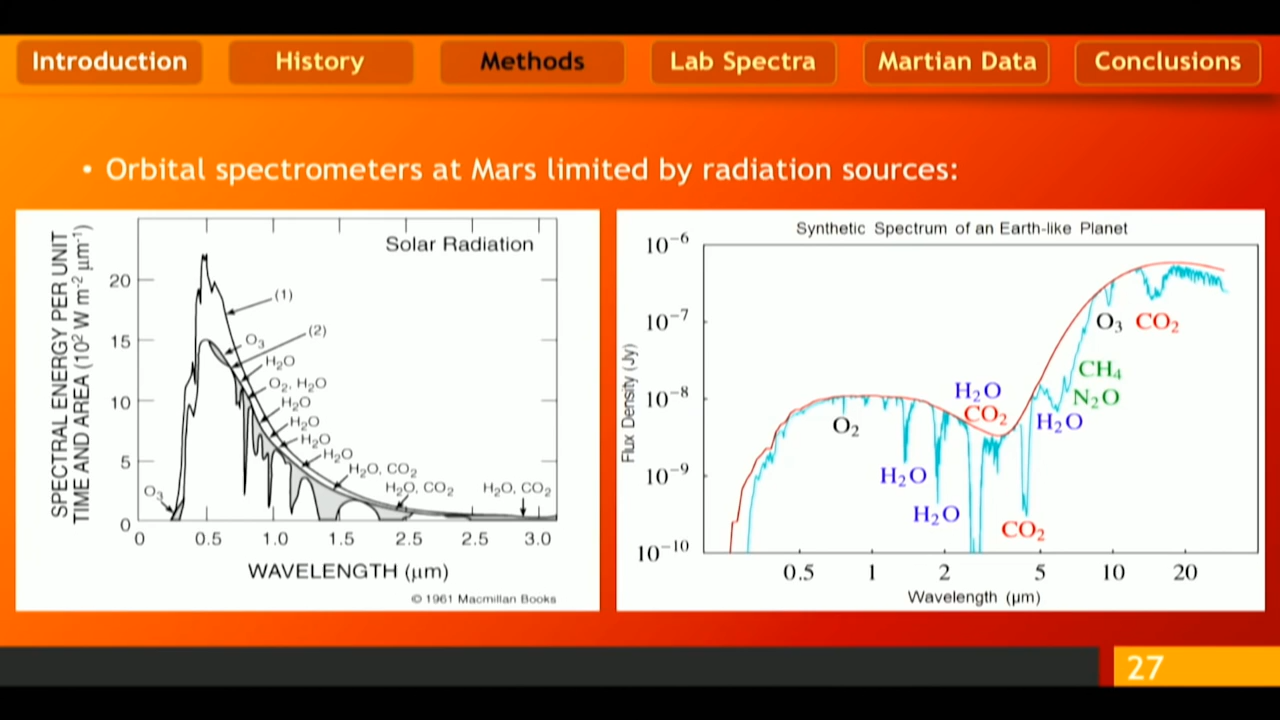 Introduction
History
Methods
Lab Spectra
Martian Data
Conclusions
• Orbital spectrometers at Mars limited by radiation sources:
Solar Radiation
SPECTRAL ENERGY PER UNIT
TIME AND AREA (10² W m⁻² μm⁻¹)
20
15
10
5
0
(1)
(2)
O₃
H₂O
O₂, H₂O
H₂O
H₂O
H₂O
H₂O
H₂O, CO₂
H₂O, CO₂
H₂O, CO₂
O₃
0
0.5
1.0
1.5
2.5
2.5
3.0
WAVELENGTH (μm)
© 1961 Macmillan Books
Synthetic Spectrum of an Earth-like Planet
Flux Density (Jy)
10⁻⁶
10⁻⁷
10⁻⁸
10⁻⁹
10⁻¹⁰
O₃
CO₂
CH₄
N₂O
H₂O
H₂O
CO₂
O₂
H₂O
H₂O
CO₂
0.5
1
2
5
10
20
Wavelength (μm)
27